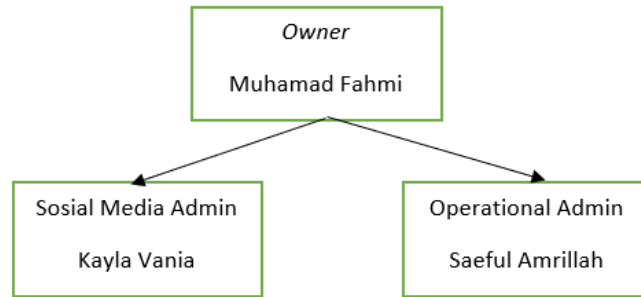 Owner
Muhamad Fahmi
Sosial Media Admin
Kayla Vania
Operational Admin
Saeful Amrillah